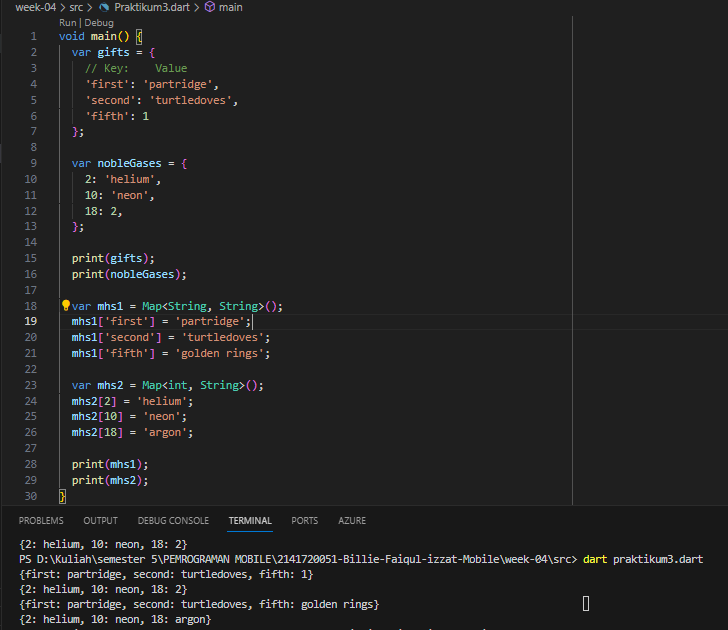 week-04 > src > Praktikum3.dart > main
Run | Debug
1 void main() {
2 var gifts = {
3 // Key: Value
4 'first': 'partridge',
5 'second': 'turtledoves',
6 'fifth': 1
7 };
8
9 var nobleGases = {
10 2: 'helium',
11 10: 'neon',
12 18: 2,
13 };
14
15 print(gifts);
16 print(nobleGases);
17
18 var mhs1 = Map<String, String>();
19 mhs1['first'] = 'partridge';
20 mhs1['second'] = 'turtledoves';
21 mhs1['fifth'] = 'golden rings';
22
23 var mhs2 = Map<int, String>();
24 mhs2[2] = 'helium';
25 mhs2[10] = 'neon';
26 mhs2[18] = 'argon';
27
28 print(mhs1);
29 print(mhs2);
30 }
PROBLEMS OUTPUT DEBUG CONSOLE TERMINAL PORTS AZURE
{2: helium, 10: neon, 18: 2}
PS D:\Kuliah\semester 5\PEMROGRAMAN MOBILE\2141720051-Billie-Faiqul-izzat-Mobile\week-04\src> dart praktikum3.dart
{first: partridge, second: turtledoves, fifth: 1}
{2: helium, 10: neon, 18: 2}
{first: partridge, second: turtledoves, fifth: golden rings}
{2: helium, 10: neon, 18: argon}